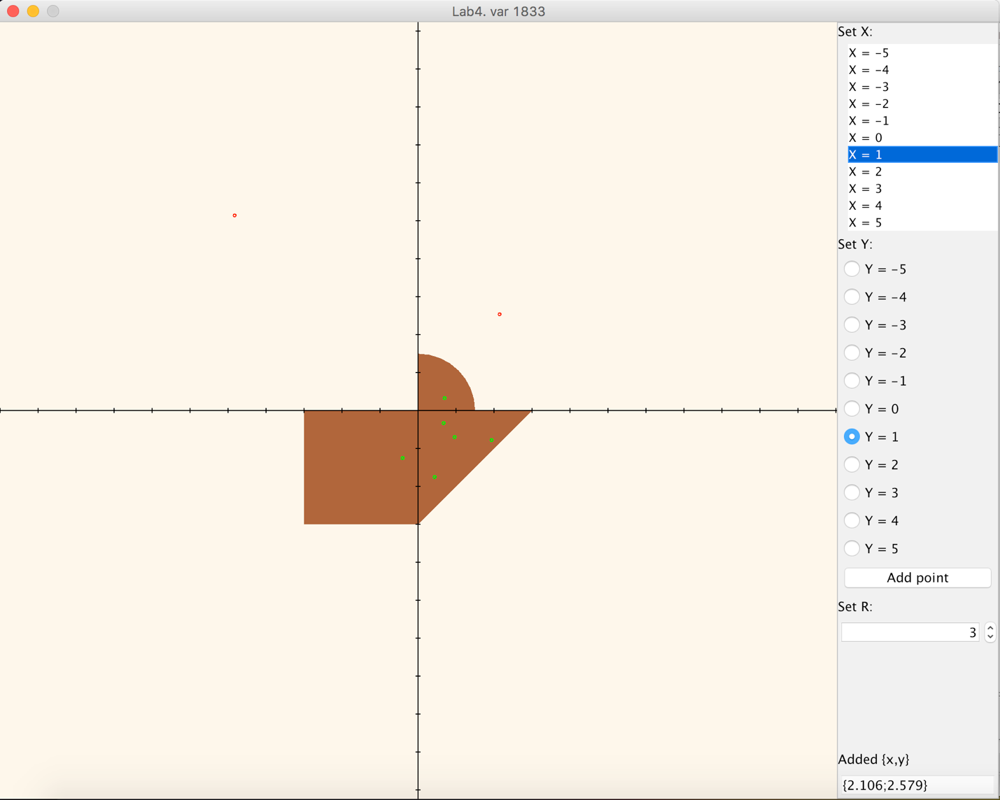 Lab4. var 1833
Set X:
X = -5
X = -4
X = -3
X = -2
X = -1
X = 0
X = 1
X = 2
X = 3
X = 4
X = 5
Set Y:
Y = -5
Y = -4
Y = -3
Y = -2
Y = -1
Y = 0
Y = 1
Y = 2
Y = 3
Y = 4
Y = 5
Add point
Set R:
3
Added {x,y}
{2.106;2.579}